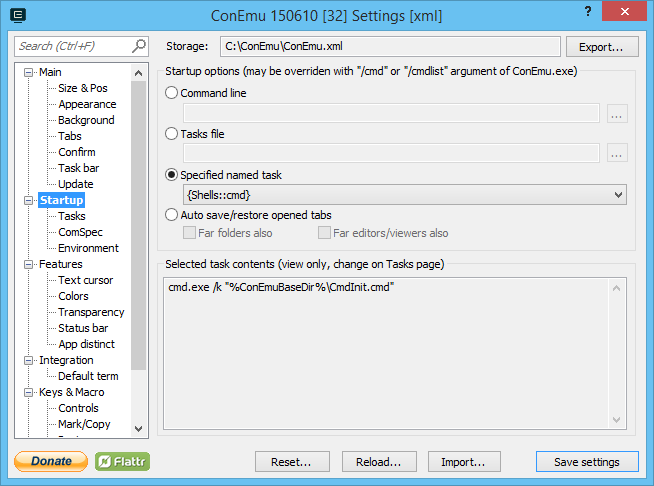 ConEmu 150610 [32] Settings [xml]
?
Search (Ctrl+F)
Storage:
C:\ConEmu\ConEmu.xml
Export...
Main
Size & Pos
Appearance
Background
Tabs
Confirm
Task bar
Update
Startup
Tasks
ComSpec
Environment
Features
Text cursor
Colors
Transparency
Status bar
App distinct
Integration
Default term
Keys & Macro
Controls
Mark/Copy
Startup options (may be overriden with "/cmd" or "/cmdlist" argument of ConEmu.exe)
Command line
...
Tasks file
...
Specified named task
{Shells::cmd}
Auto save/restore opened tabs
Far folders also
Far editors/viewers also
Selected task contents (view only, change on Tasks page)
cmd.exe /k "%ConEmuBaseDir%\CmdInit.cmd"
Donate
Flattr
Reset...
Reload...
Import...
Save settings